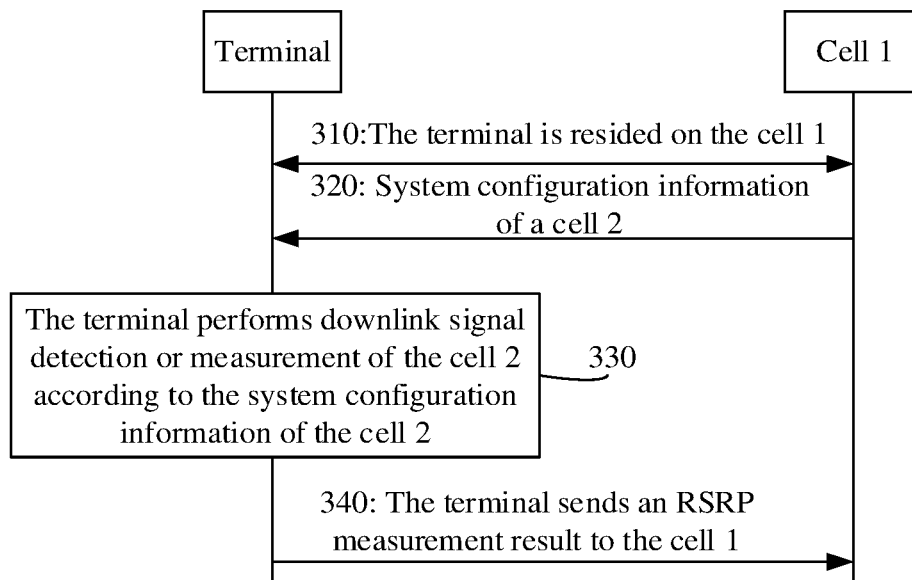 Terminal
Cell 1
310:The terminal is resided on the cell 1
320: System configuration information
of a cell 2
The terminal performs downlink signal
detection or measurement of the cell 2
according to the system configuration
information of the cell 2
330
340: The terminal sends an RSRP
measurement result to the cell 1